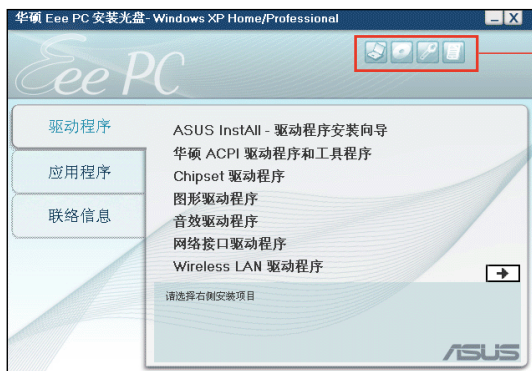 华硕 Eee PC 安装光盘- Windows XP Home/Professional
Eee PC
驱动程序
应用程序
联络信息
ASUS InstAll - 驱动程序安装向导
华硕 ACPI 驱动程序和工具程序
Chipset 驱动程序
图形驱动程序
音效驱动程序
网络接口驱动程序
Wireless LAN 驱动程序
请选择右侧安装项目
ASUS